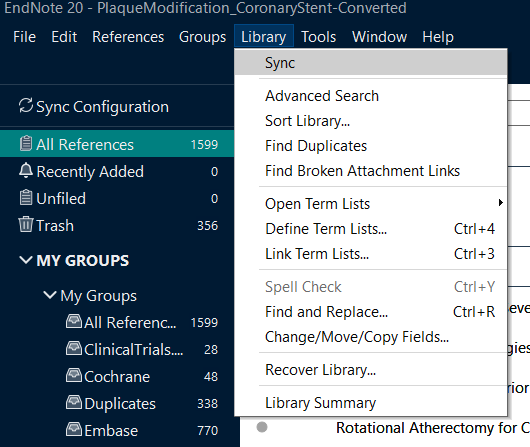 EndNote 20 - PlaqueModification_CoronaryStent-Converted
File Edit References Groups Library Tools Window Help
Sync Configuration
All References 1599
Recently Added 0
Unfiled 0
Trash 356
MY GROUPS
My Groups
All Referenc... 1599
ClinicalTrials.... 28
Cochrane 48
Duplicates 338
Embase 770
Sync
Advanced Search
Sort Library...
Find Duplicates
Find Broken Attachment Links
Open Term Lists
Define Term Lists... Ctrl+4
Link Term Lists... Ctrl+3
Spell Check Ctrl+Y
Find and Replace... Ctrl+R
Change/Move/Copy Fields...
Recover Library...
Library Summary
Rotational Atherectomy for C